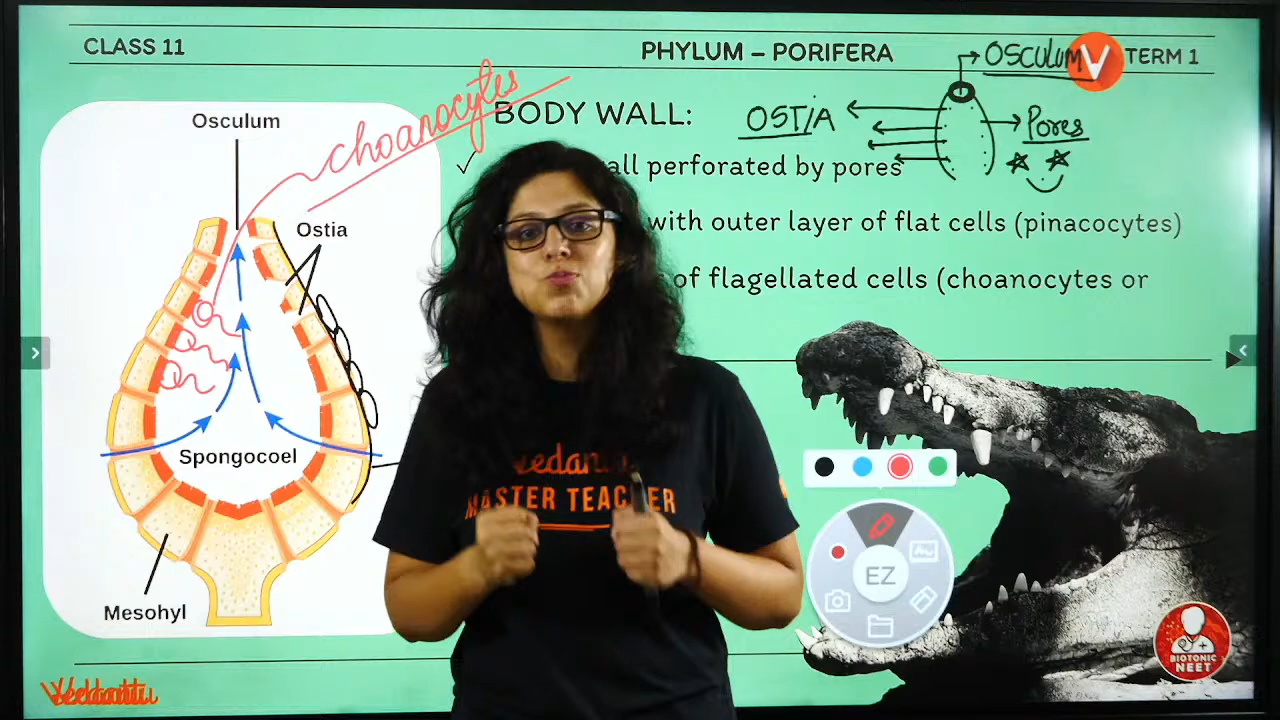 CLASS 11
PHYLUM – PORIFERA
TERM 1
OSCULUM
V
BODY WALL:
OSTIA
Pores
all perforated by pores
with outer layer of flat cells (pinacocytes)
of flagellated cells (choanocytes or
choanocytes
Osculum
Ostia
Spongocoel
Mesohyl
Vedantu
MASTER TEACHER
EZ
BIOTONIC
NEET
Vedantu